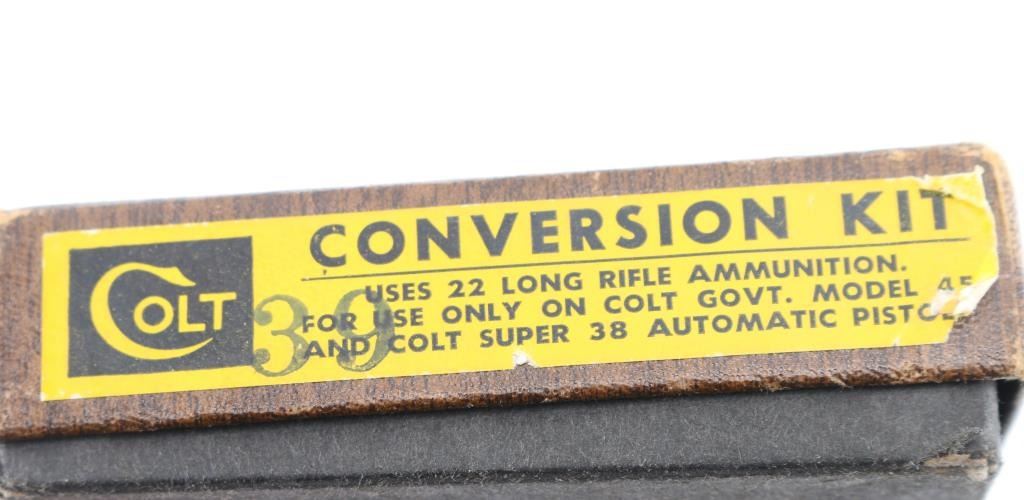 COLT
CONVERSION KIT
USES 22 LONG RIFLE AMMUNITION.
FOR USE ONLY ON COLT GOVT. MODEL 45
AND COLT SUPER 38 AUTOMATIC PISTOL
39